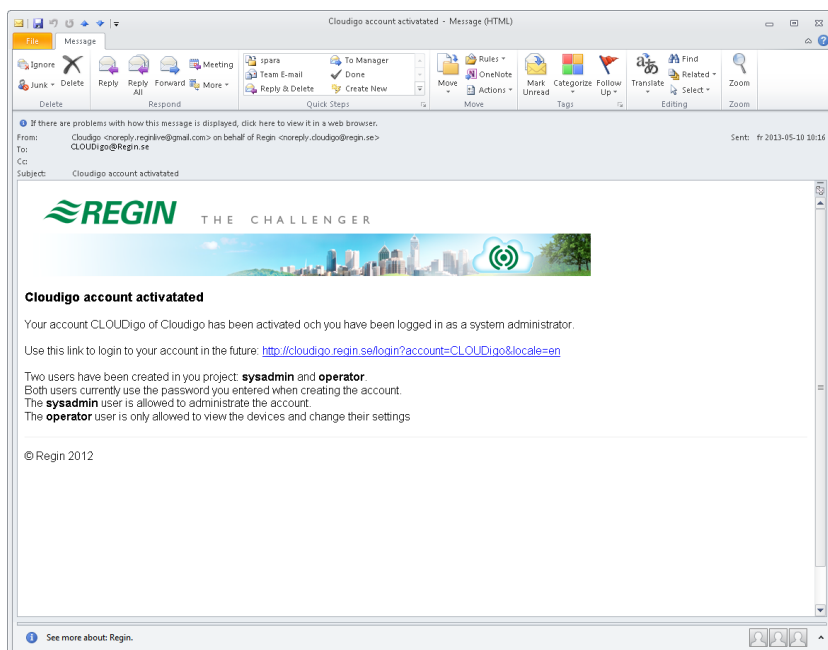 Cloudigo account activatated - Message (HTML)
File Message
Ignore
Junk
Delete
Reply
Reply All
Forward
Meeting
More
spara
Team E-mail
Reply & Delete
To Manager
Done
Create New
Move
Rules
OneNote
Actions
Mark Unread
Categorize
Follow Up
Translate
Find
Related
Select
Zoom
Delete Respond Quick Steps Move Tags Editing Zoom
If there are problems with how this message is displayed, click here to view it in a web browser.
From: Cloudigo <noreply.reginlive@gmail.com> on behalf of Regin <noreply.cloudigo@regin.se> Sent: fr 2013-05-10 10:16
To: CLOUDigo@Regin.se
Cc:
Subject: Cloudigo account activatated
REGIN THE CHALLENGER
Cloudigo account activatated
Your account CLOUDigo of Cloudigo has been activated och you have been logged in as a system administrator.
Use this link to login to your account in the future: http://cloudigo.regin.se/login?account=CLOUDigo&locale=en
Two users have been created in you project: sysadmin and operator.
Both users currently use the password you entered when creating the account.
The sysadmin user is allowed to administrate the account.
The operator user is only allowed to view the devices and change their settings
© Regin 2012
See more about: Regin.